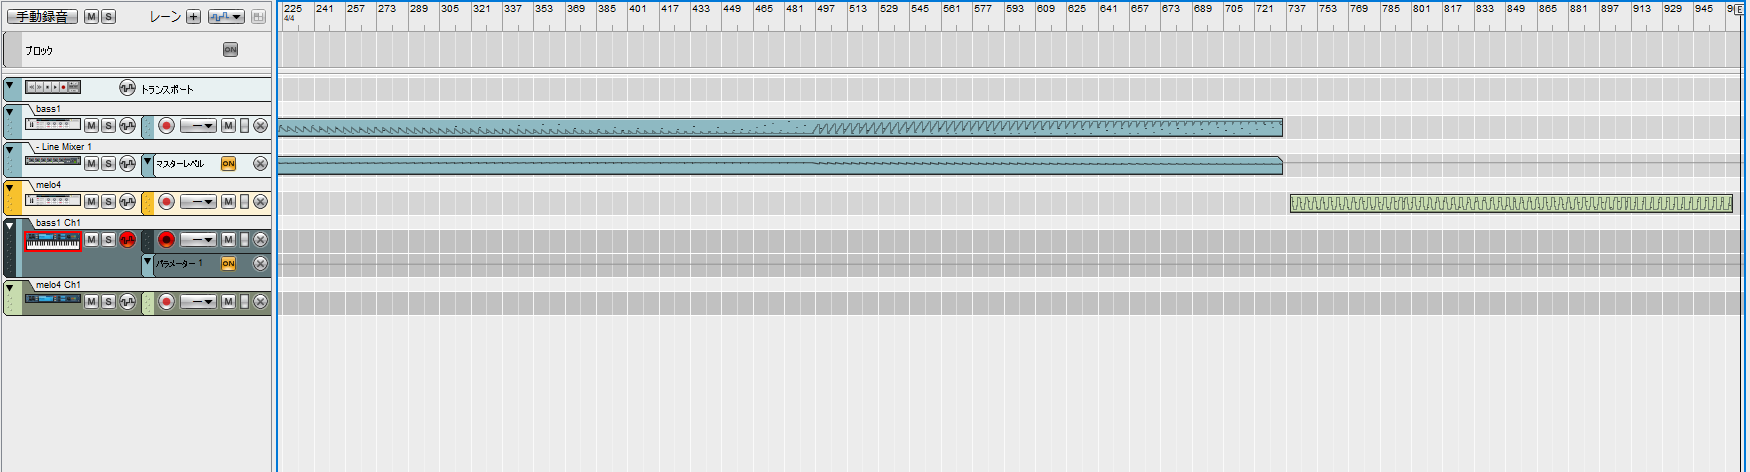 手動録音 M S レーン + 225 241 257 273 289 305 321 337 353 369 385 401 417 433 449 465 481 497 513 529 545 561 577 593 609 625 641 657 673 689 705 721 737 753 769 785 801 817 833 849 865 881 897 913 929 945 E
4/4
ブロック ON
トランスポート
bass1
M S M
- Line Mixer 1
M S マスターレベル ON
melo4
M S M
bass1 Ch1
M S M
パラメーター 1 ON
melo4 Ch1
M S M